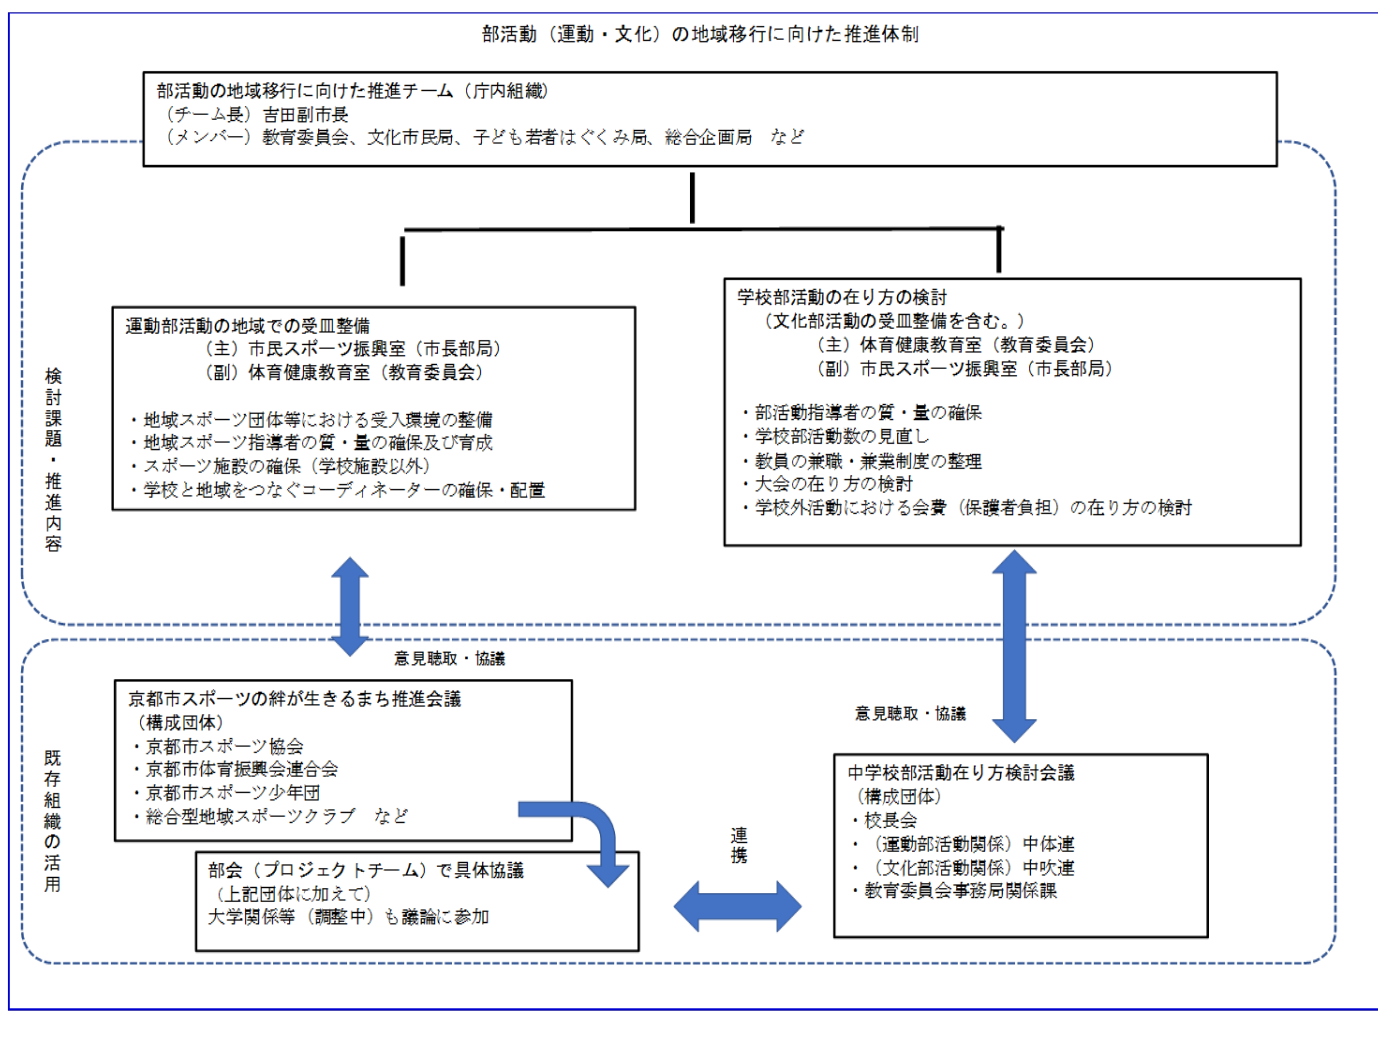 部活動（運動・文化）の地域移行に向けた推進体制
部活動の地域移行に向けた推進チーム（庁内組織）
（チーム長）吉田副市長
（メンバー）教育委員会、文化市民局、子ども若者はぐくみ局、総合企画局　など
検討課題・推進内容
運動部活動の地域での受皿整備
（主）市民スポーツ振興室（市長部局）
（副）体育健康教育室（教育委員会）
・地域スポーツ団体等における受入環境の整備
・地域スポーツ指導者の質・量の確保及び育成
・スポーツ施設の確保（学校施設以外）
・学校と地域をつなぐコーディネーターの確保・配置
学校部活動の在り方の検討
（文化部活動の受皿整備を含む。）
（主）体育健康教育室（教育委員会）
（副）市民スポーツ振興室（市長部局）
・部活動指導者の質・量の確保
・学校部活動数の見直し
・教員の兼職・兼業制度の整理
・大会の在り方の検討
・学校外活動における会費（保護者負担）の在り方の検討
既存組織の活用
意見聴取・協議
京都市スポーツの絆が生きるまち推進会議
（構成団体）
・京都市スポーツ協会
・京都市体育振興会連合会
・京都市スポーツ少年団
・総合型地域スポーツクラブ　など
部会（プロジェクトチーム）で具体協議
（上記団体に加えて）
大学関係等（調整中）も議論に参加
連携
意見聴取・協議
中学校部活動在り方検討会議
（構成団体）
・校長会
・（運動部活動関係）中体連
・（文化部活動関係）中吹連
・教育委員会事務局関係課